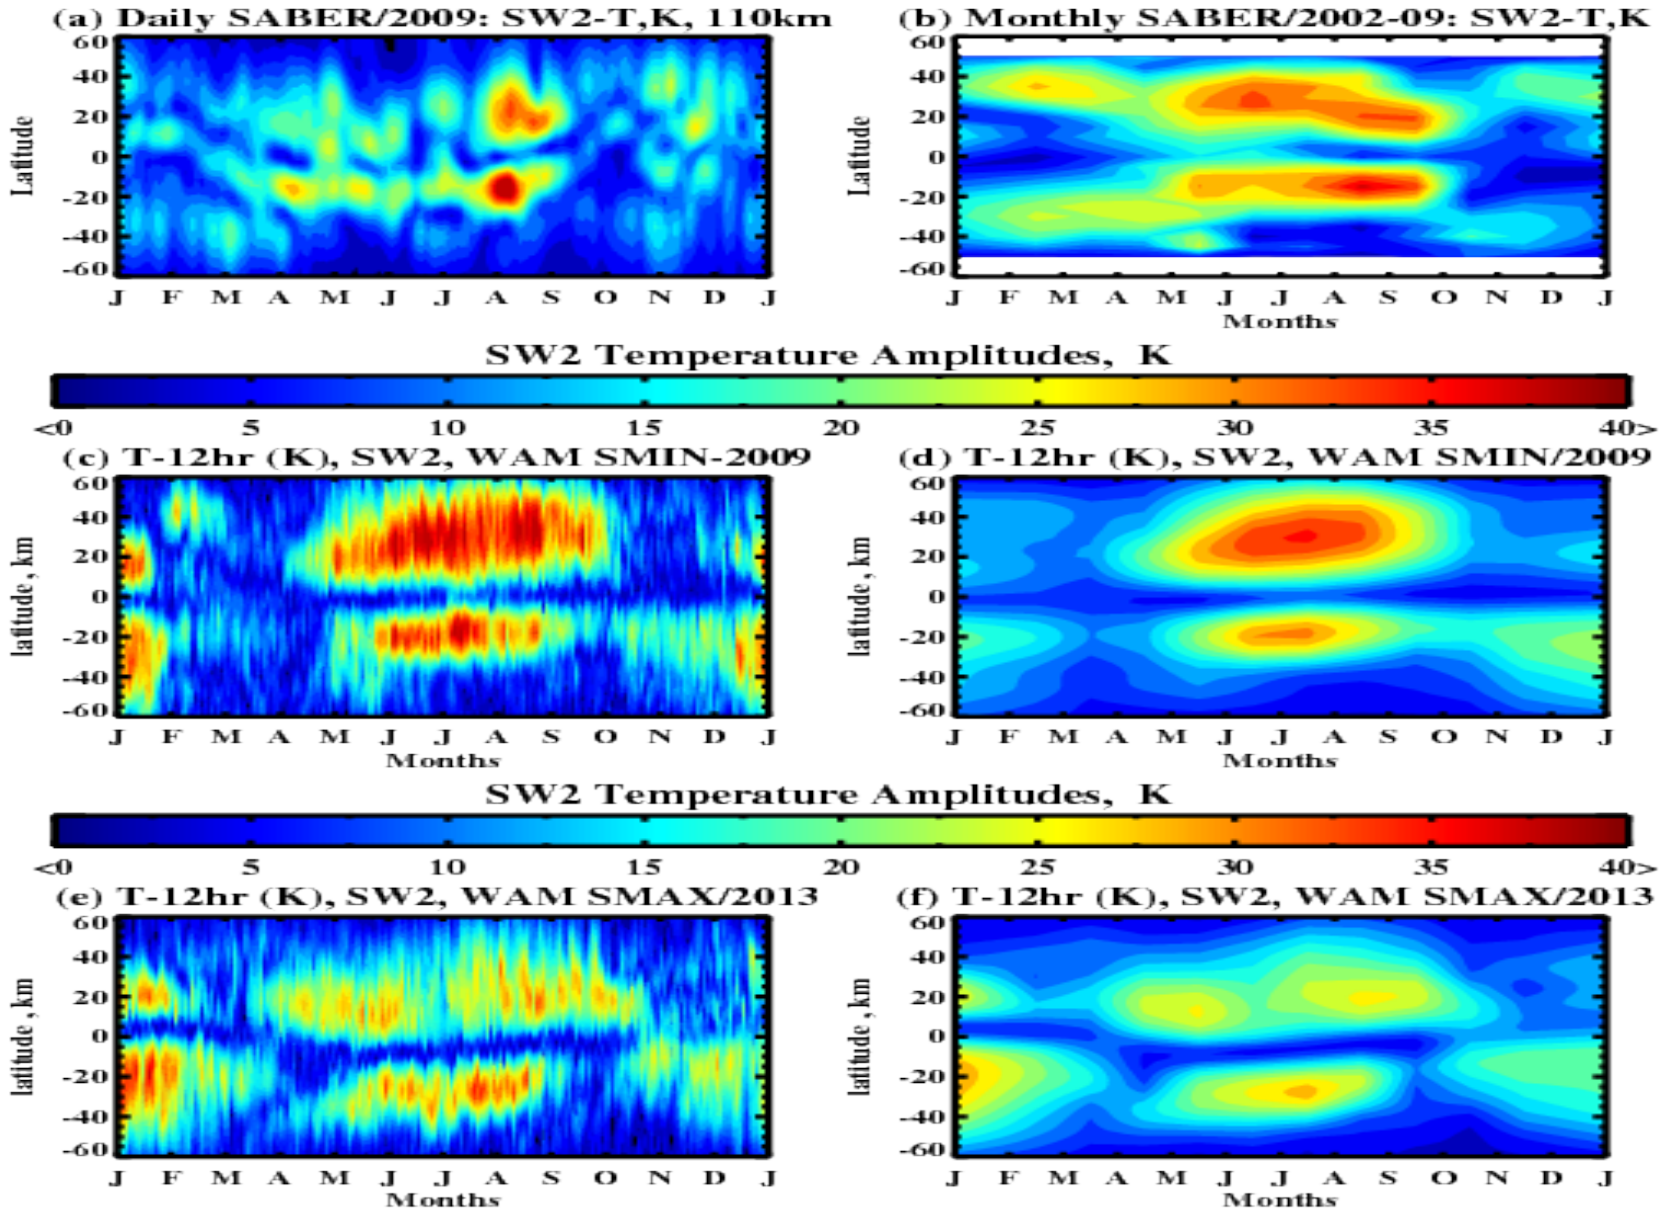 (a) Daily SABER/2009: SW2-T,K, 110km
(b) Monthly SABER/2002-09: SW2-T,K
60
40
20
0
-20
-40
-60
Latitude
J F M A M J J A S O N D J
60
40
20
0
-20
-40
-60
Latitude
J F M A M J J A S O N D J
Months
SW2 Temperature Amplitudes, K
<0 5 10 15 20 25 30 35 40>
(c) T-12hr (K), SW2, WAM SMIN-2009
(d) T-12hr (K), SW2, WAM SMIN/2009
60
40
20
0
-20
-40
-60
latitude , km
J F M A M J J A S O N D J
Months
60
40
20
0
-20
-40
-60
latitude , km
J F M A M J J A S O N D J
Months
SW2 Temperature Amplitudes, K
<0 5 10 15 20 25 30 35 40>
(e) T-12hr (K), SW2, WAM SMAX/2013
(f) T-12hr (K), SW2, WAM SMAX/2013
60
40
20
0
-20
-40
-60
latitude , km
J F M A M J J A S O N D J
Months
60
40
20
0
-20
-40
-60
latitude , km
J F M A M J J A S O N D J
Months